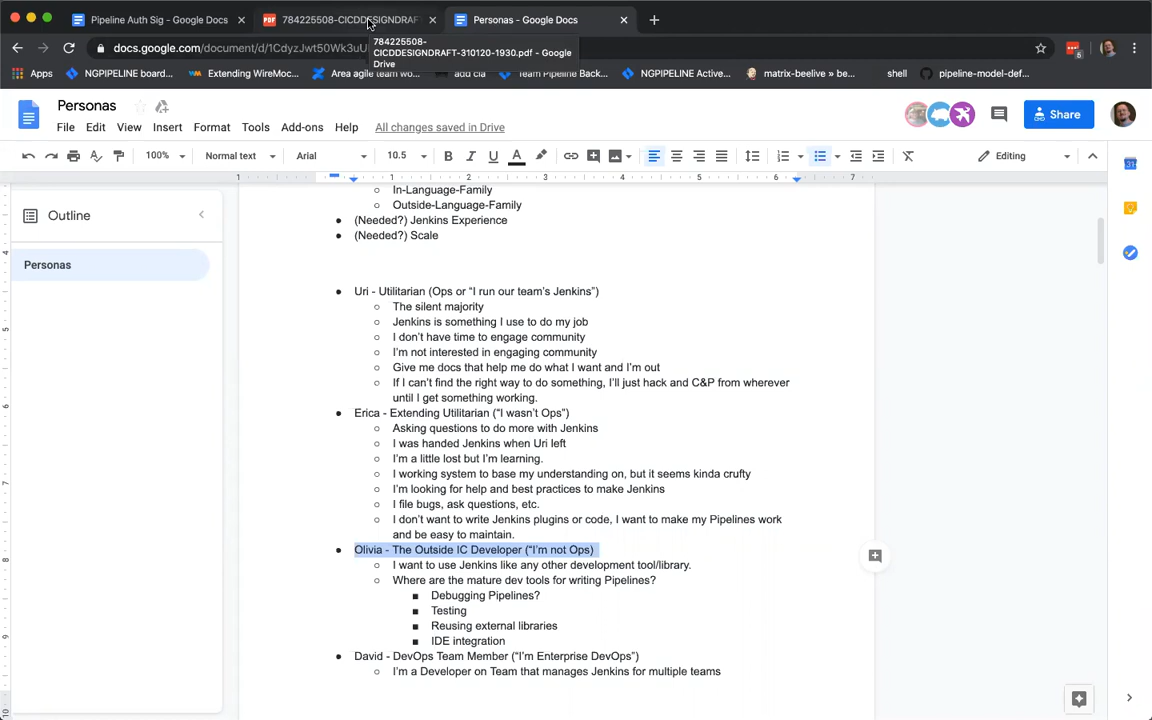 Pipeline Auth Sig - Google Docs
784225508-CICDDESIGNDRAF
Personas - Google Docs
784225508-
CICDDESIGNDRAFT-310120-1930.pdf - Google
Drive
docs.google.com/document/d/1CdyzJwt50Wk3uU
6
Apps
NGPIPELINE board...
Extending WireMoc...
Area agile team wo...
add cla
Team Pipeline Back...
NGPIPELINE Active...
matrix-beelive » be...
shell
pipeline-model-def...
Personas
File Edit View Insert Format Tools Add-ons Help All changes saved in Drive
Share
100% Normal text Arial 10.5 B I U A Editing
1 1 2 3 4 5 6 7
Outline
Personas
In-Language-Family
Outside-Language-Family
(Needed?) Jenkins Experience
(Needed?) Scale
Uri - Utilitarian (Ops or “I run our team’s Jenkins”)
The silent majority
Jenkins is something I use to do my job
I don’t have time to engage community
I’m not interested in engaging community
Give me docs that help me do what I want and I’m out
If I can’t find the right way to do something, I’ll just hack and C&P from wherever
until I get something working.
Erica - Extending Utilitarian (“I wasn’t Ops”)
Asking questions to do more with Jenkins
I was handed Jenkins when Uri left
I’m a little lost but I’m learning.
I working system to base my understanding on, but it seems kinda crufty
I’m looking for help and best practices to make Jenkins
I file bugs, ask questions, etc.
I don’t want to write Jenkins plugins or code, I want to make my Pipelines work
and be easy to maintain.
Olivia - The Outside IC Developer (“I’m not Ops)
I want to use Jenkins like any other development tool/library.
Where are the mature dev tools for writing Pipelines?
Debugging Pipelines?
Testing
Reusing external libraries
IDE integration
David - DevOps Team Member (“I’m Enterprise DevOps”)
I’m a Developer on Team that manages Jenkins for multiple teams